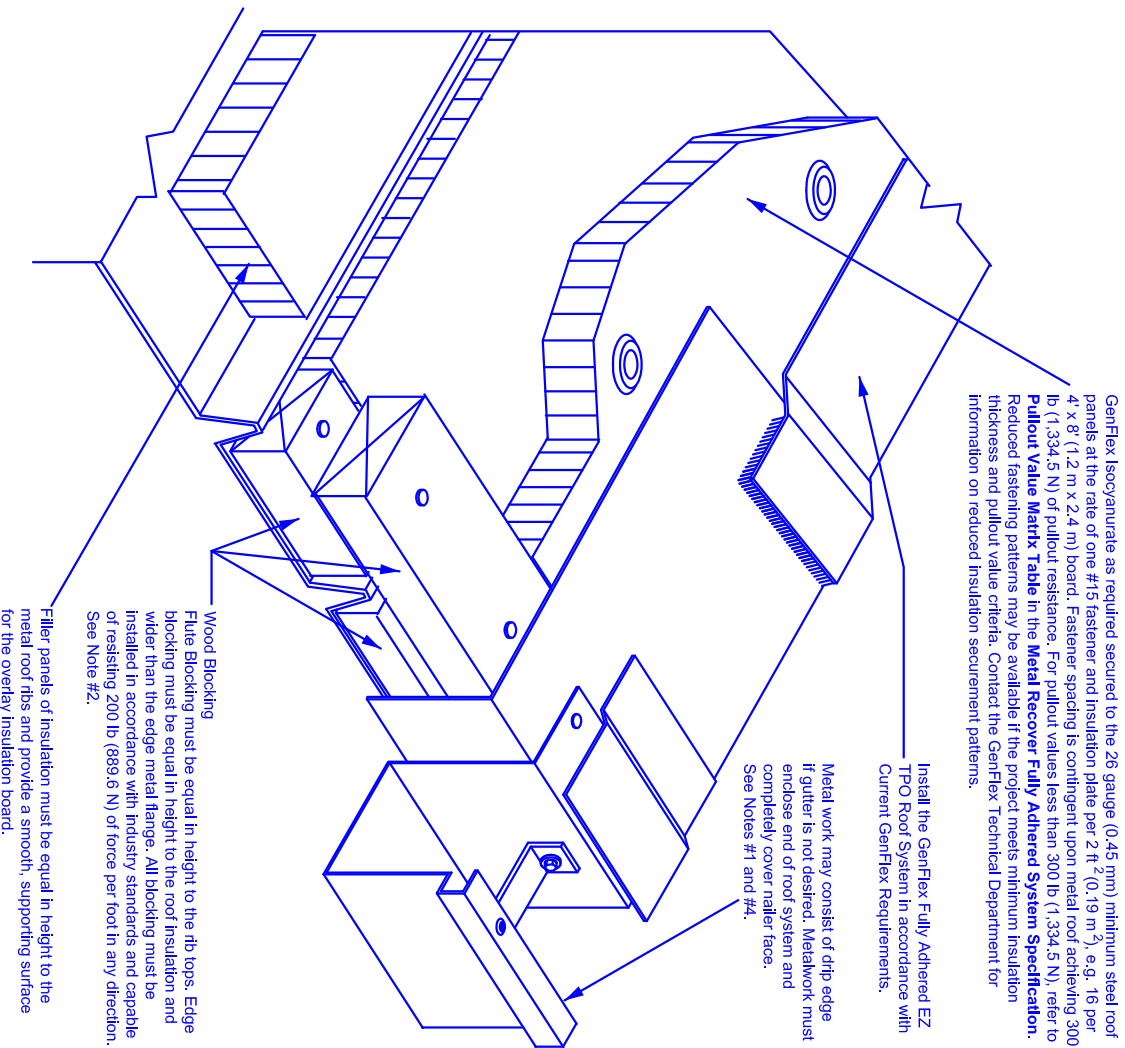 GenFlex Isocyanurate as required secured to the 26 gauge (0.45 mm) minimum steel roof
panels at the rate of one #15 fastener and insulation plate per 2 ft² (0.19 m²), e.g. 16 per
4' x 8' (1.2 m x 2.4 m) board. Fastener spacing is contingent upon metal roof achieving 300
lb (1,334.5 N) of pullout resistance. For pullout values less than 300 lb (1,334.5 N), refer to
Pullout Value Matrix Table in the Metal Recover Fully Adhered System Specification.
Reduced fastening patterns may be available if the project meets minimum insulation
thickness and pullout value criteria. Contact the GenFlex Technical Department for
information on reduced insulation securement patterns.
Install the GenFlex Fully Adhered EZ
TPO Roof System in accordance with
Current GenFlex Requirements.
Metal work may consist of drip edge
if gutter is not desired. Metalwork must
enclose end of roof system and
completely cover nailer face.
See Notes #1 and #4.
Wood Blocking
Flute Blocking must be equal in height to the rib tops. Edge
blocking must be equal in height to the roof insulation and
wider than the edge metal flange. All blocking must be
installed in accordance with industry standards and capable
of resisting 200 lb (889.6 N) of force per foot in any direction.
See Note #2.
Filler panels of insulation must be equal in height to the
metal roof ribs and provide a smooth, supporting surface
for the overlay insulation board.